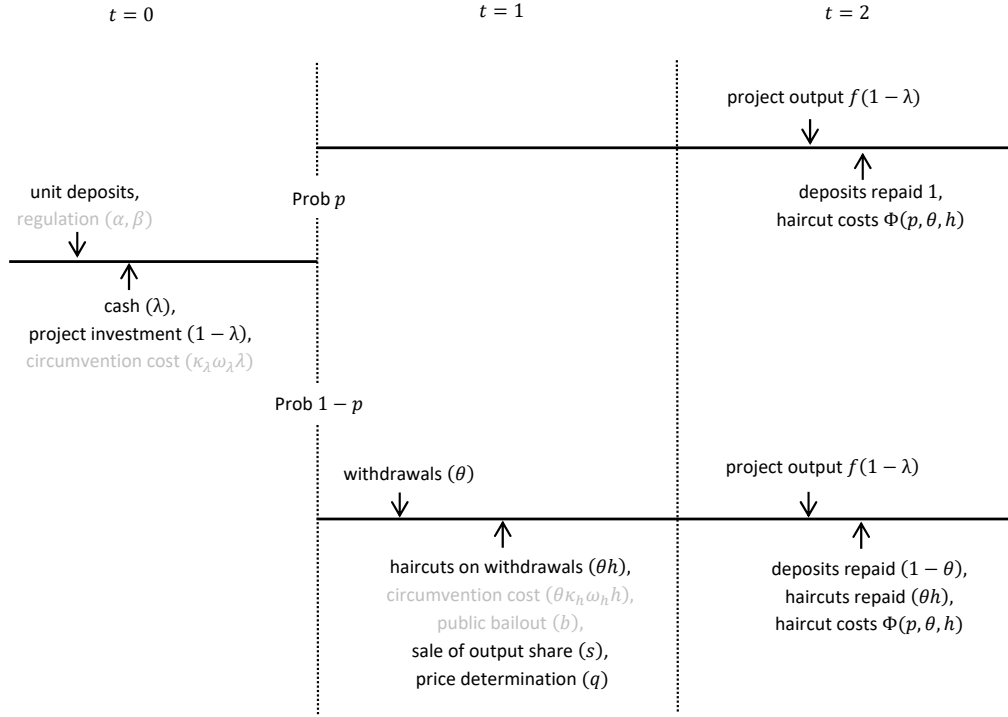 t = 0
t = 1
t = 2
project output f(1 − λ)
unit deposits,
regulation (α, β)
Prob p
deposits repaid 1,
haircut costs Φ(p, θ, h)
cash (λ),
project investment (1 − λ),
circumvention cost (κ_λ ω_λ λ)
Prob 1 − p
withdrawals (θ)
project output f(1 − λ)
haircuts on withdrawals (θh),
circumvention cost (θκ_h ω_h h),
public bailout (b),
sale of output share (s),
price determination (q)
deposits repaid (1 − θ),
haircuts repaid (θh),
haircut costs Φ(p, θ, h)